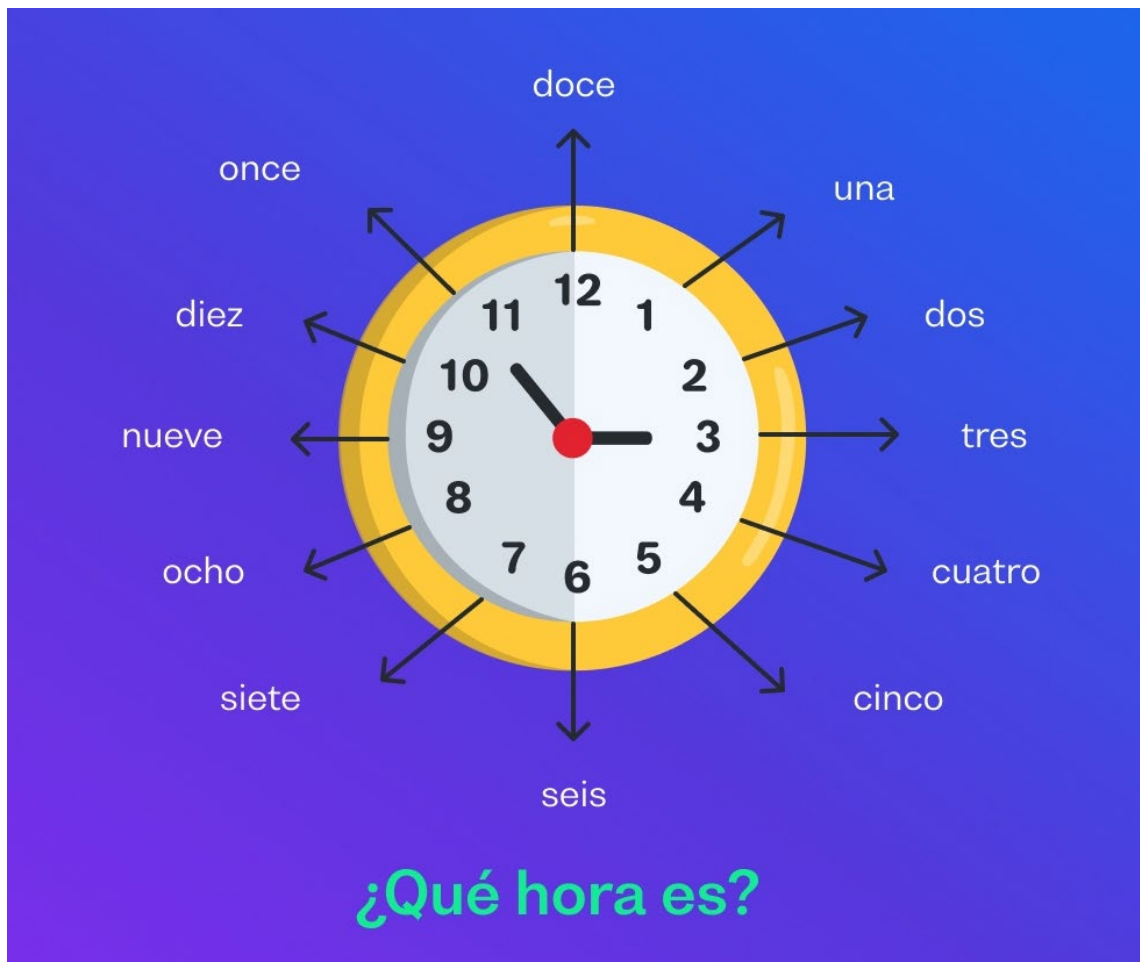 doce
once
una
diez
dos
nueve
tres
ocho
cuatro
siete
cinco
seis
12
11
1
10
2
9
3
8
4
7
5
6
¿Qué hora es?